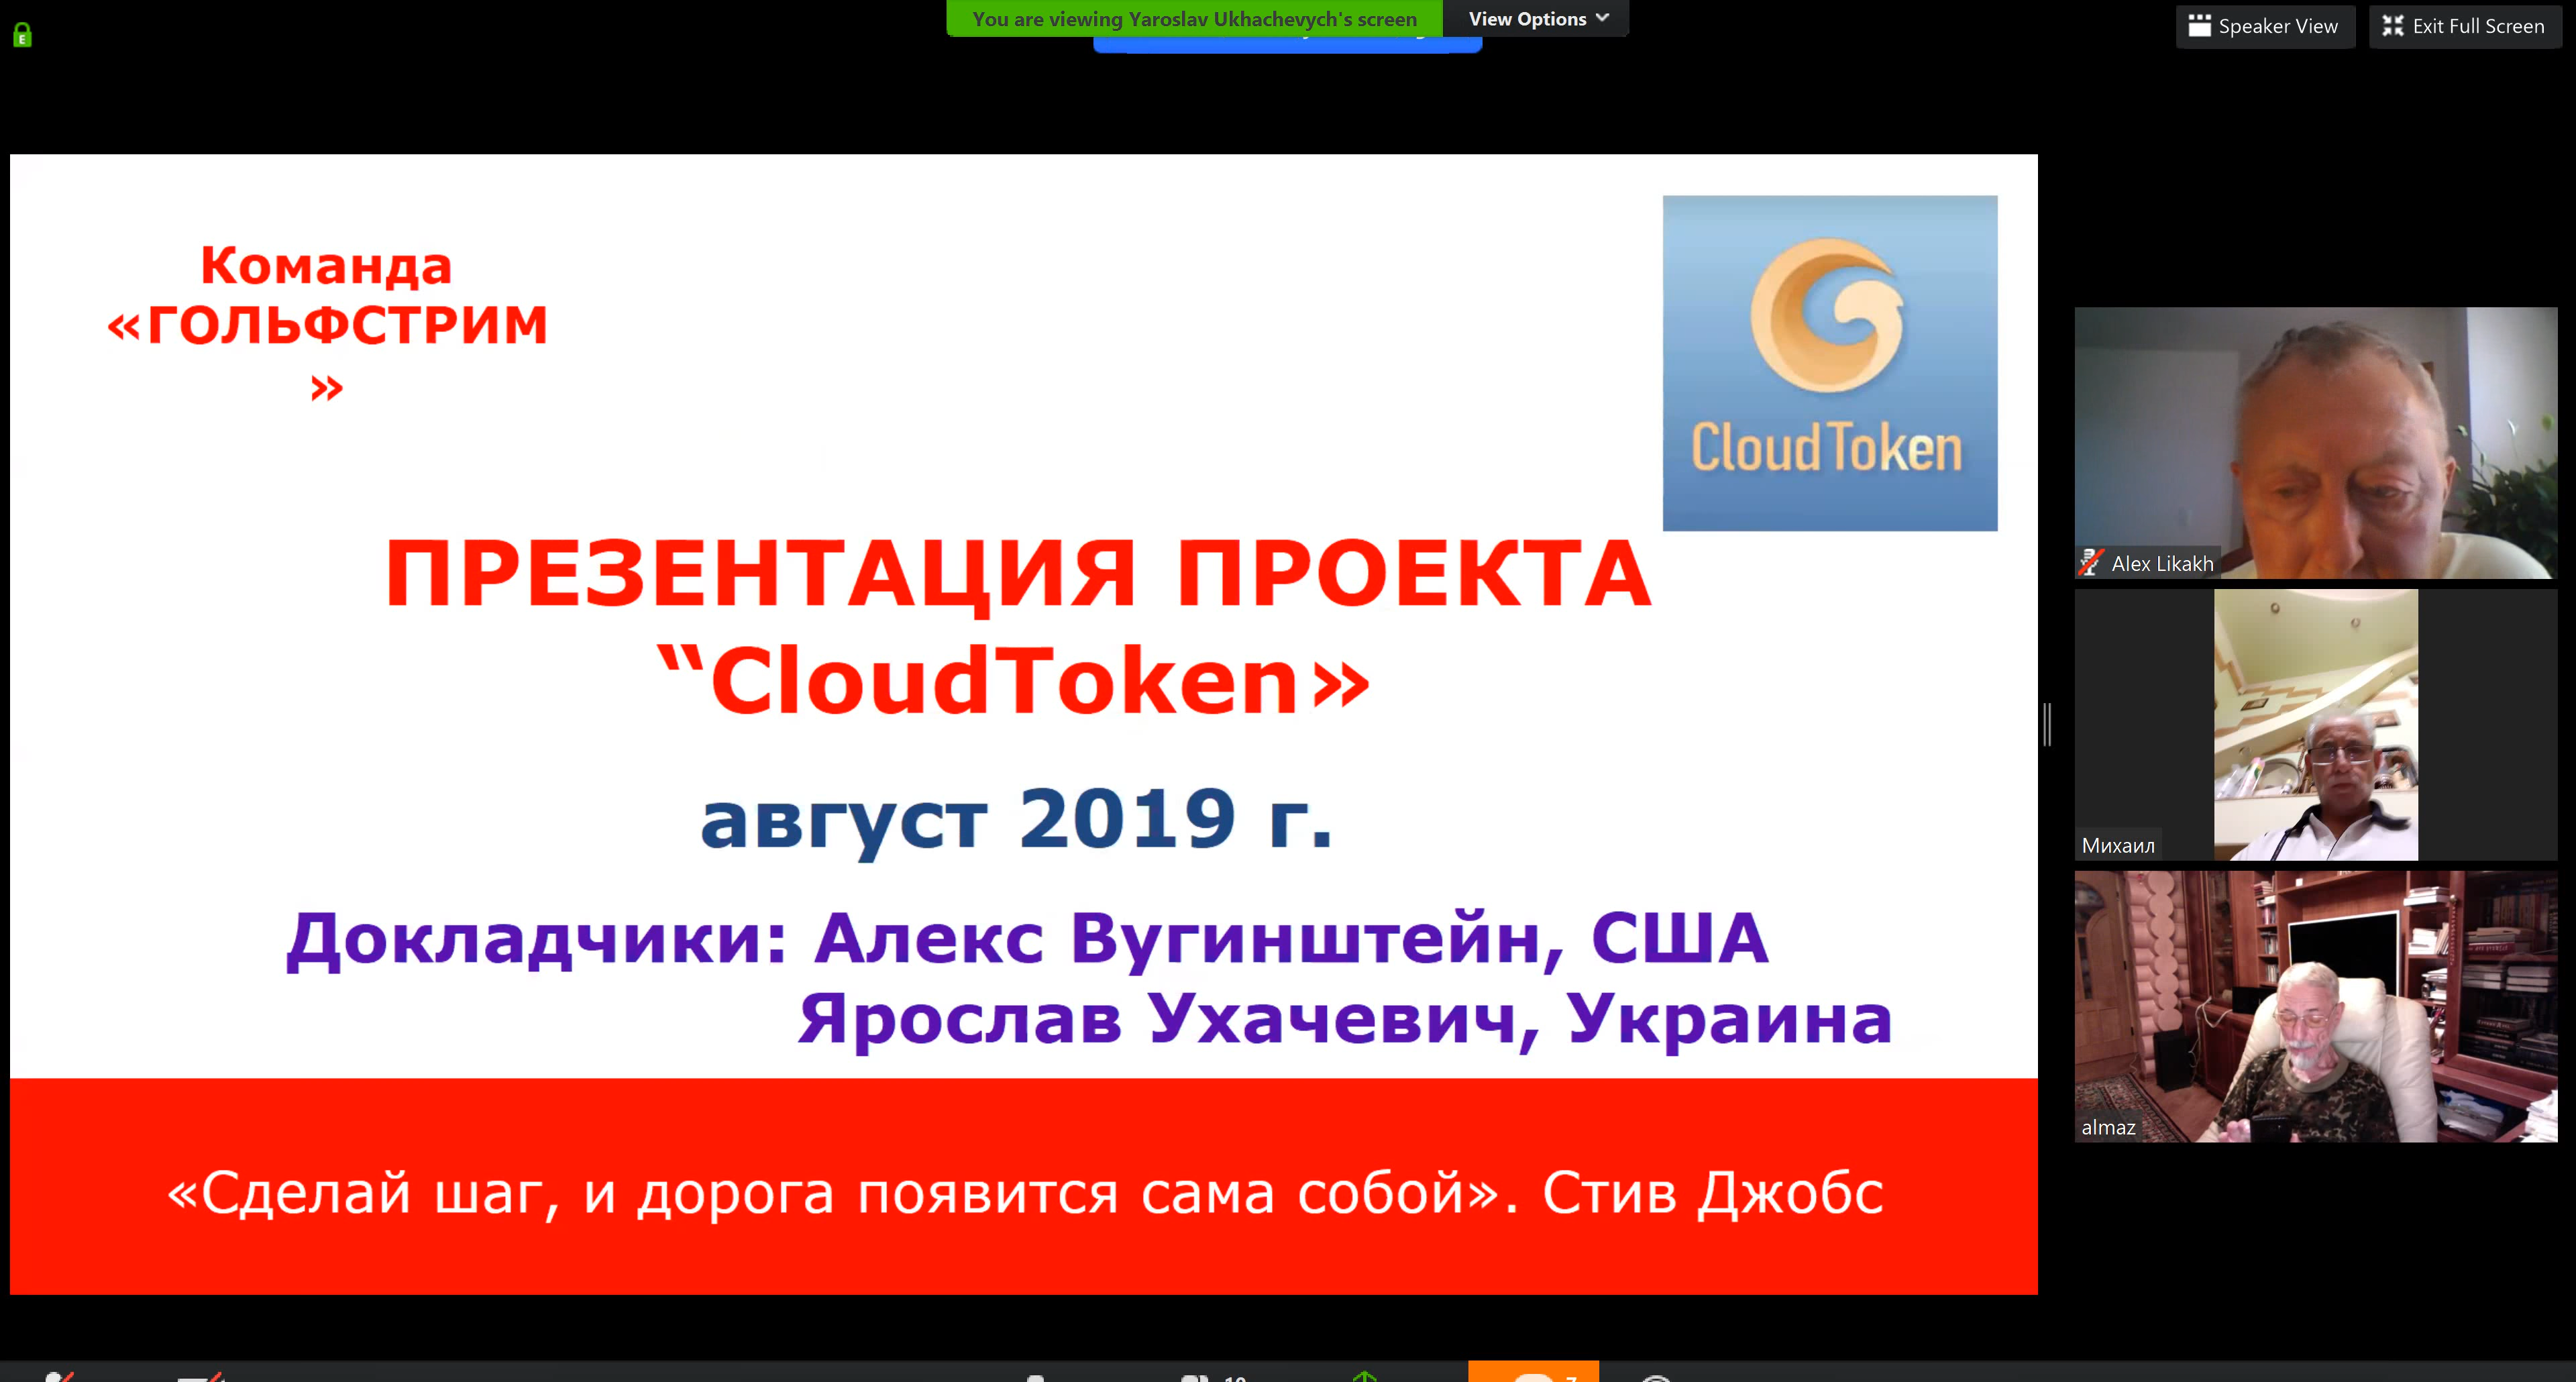 You are viewing Yaroslav Ukhachevych's screen
View Options
Speaker View
Exit Full Screen
E
Команда
«ГОЛЬФСТРИМ
»
CloudToken
ПРЕЗЕНТАЦИЯ ПРОЕКТА
“CloudToken»
август 2019 г.
Докладчики: Алекс Вугинштейн, США
Ярослав Ухачевич, Украина
«Сделай шаг, и дорога появится сама собой». Стив Джобс
Alex Likakh
Михаил
almaz